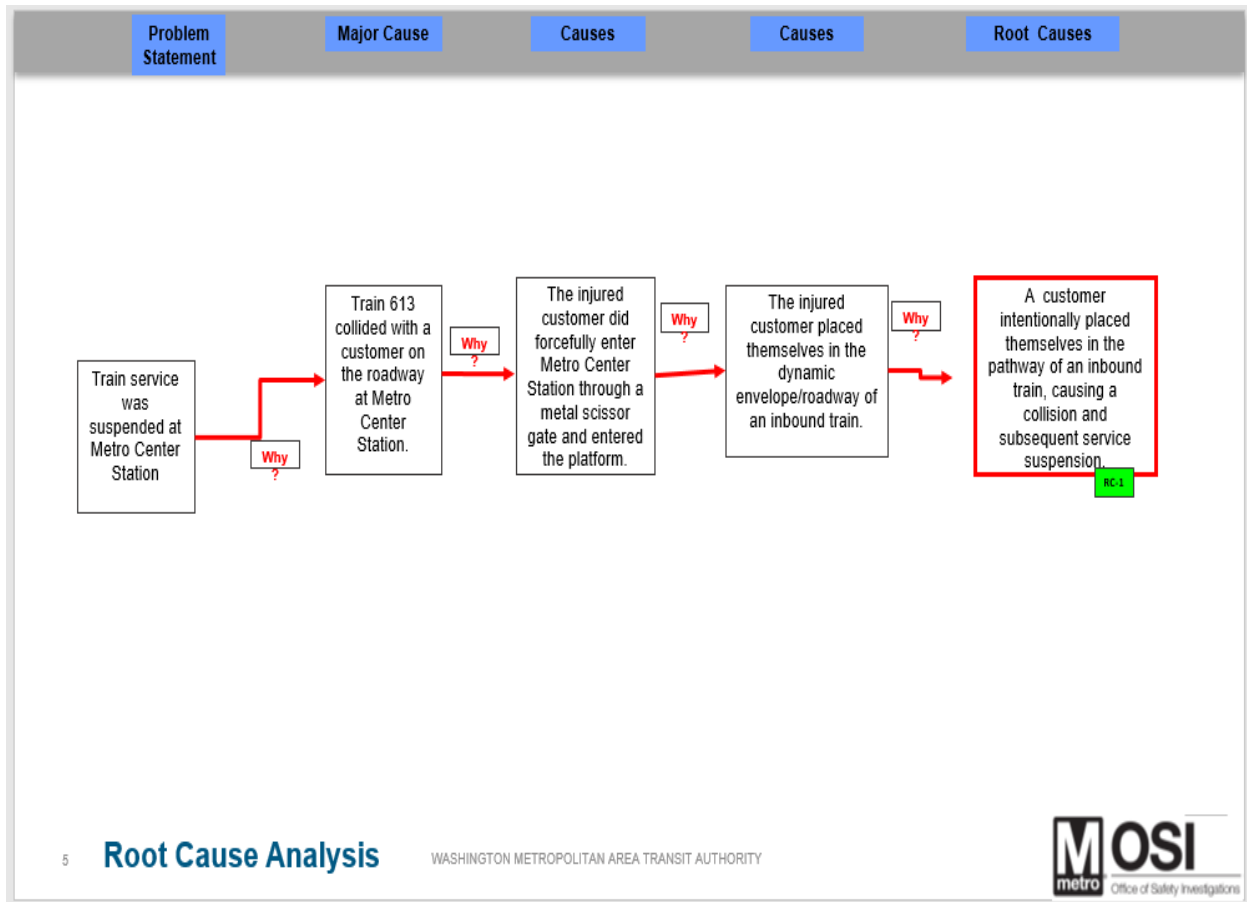 Problem
Statement
Major Cause
Causes
Causes
Root Causes
Train service
was
suspended at
Metro Center
Station
Why
?
Train 613
collided with a
customer on
the roadway
at Metro
Center
Station.
Why
?
The injured
customer did
forcefully enter
Metro Center
Station through a
metal scissor
gate and entered
the platform.
Why
?
The injured
customer placed
themselves in the
dynamic
envelope/roadway of
an inbound train.
Why
?
A customer
intentionally placed
themselves in the
pathway of an inbound
train, causing a
collision and
subsequent service
suspension.
RC-1
5
Root Cause Analysis
WASHINGTON METROPOLITAN AREA TRANSIT AUTHORITY
M
metro
OSI
Office of Safety Investigations